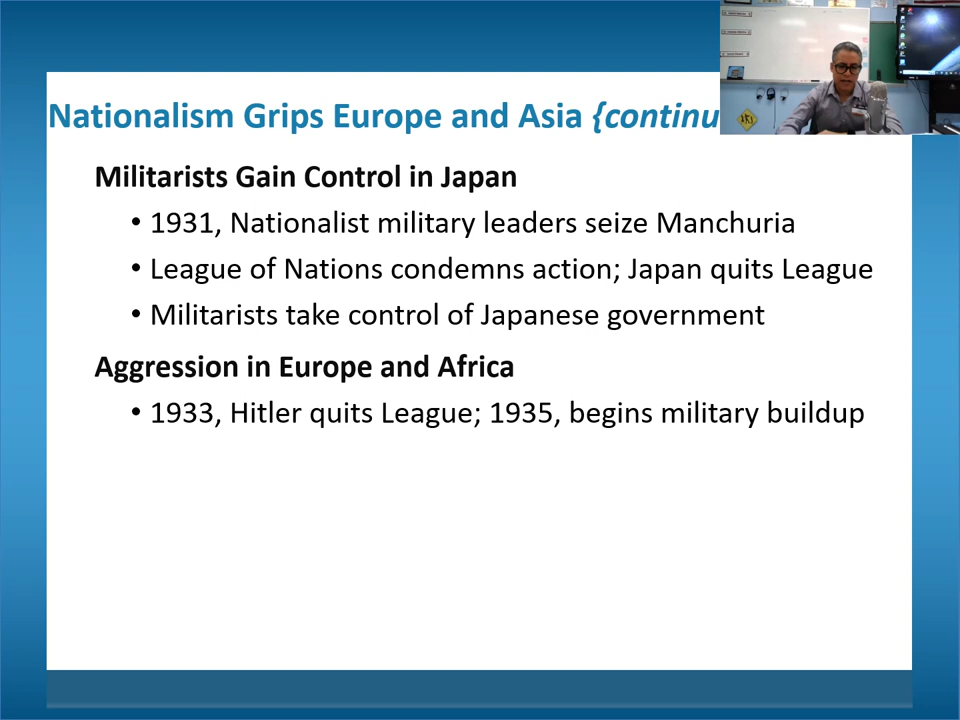 Nationalism Grips Europe and Asia {continu
Militarists Gain Control in Japan
• 1931, Nationalist military leaders seize Manchuria
• League of Nations condemns action; Japan quits League
• Militarists take control of Japanese government
Aggression in Europe and Africa
• 1933, Hitler quits League; 1935, begins military buildup